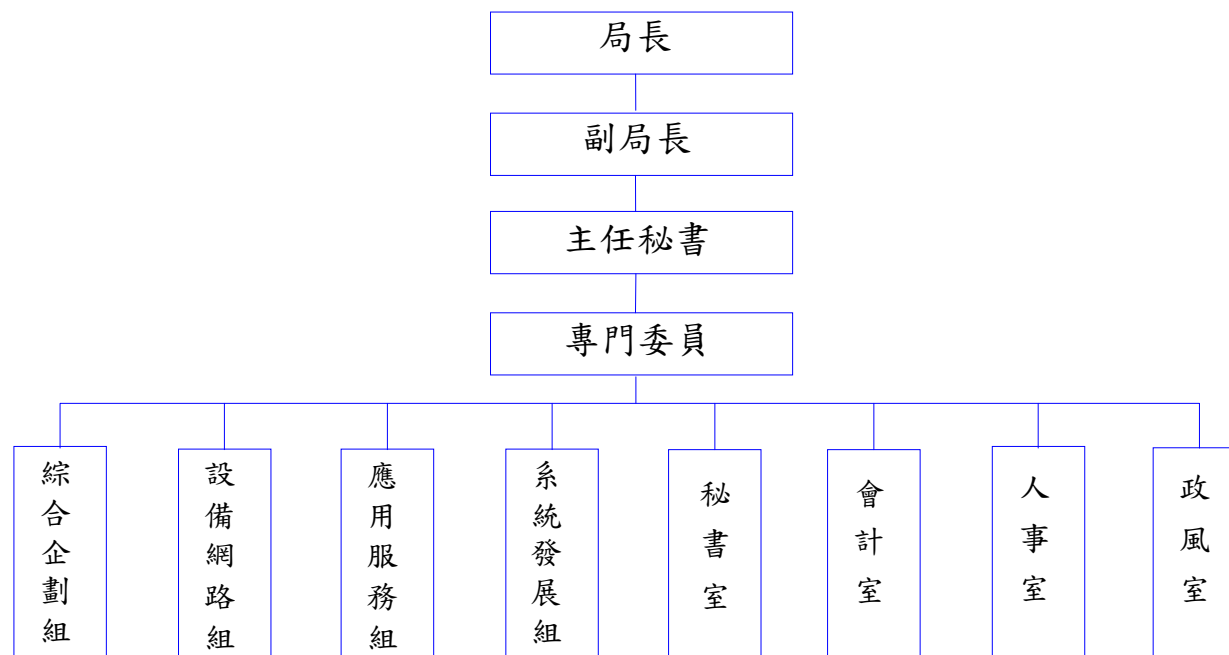 局長
副局長
主任秘書
專門委員
綜合企劃組
設備網路組
應用服務組
系統發展組
秘書室
會計室
人事室
政風室